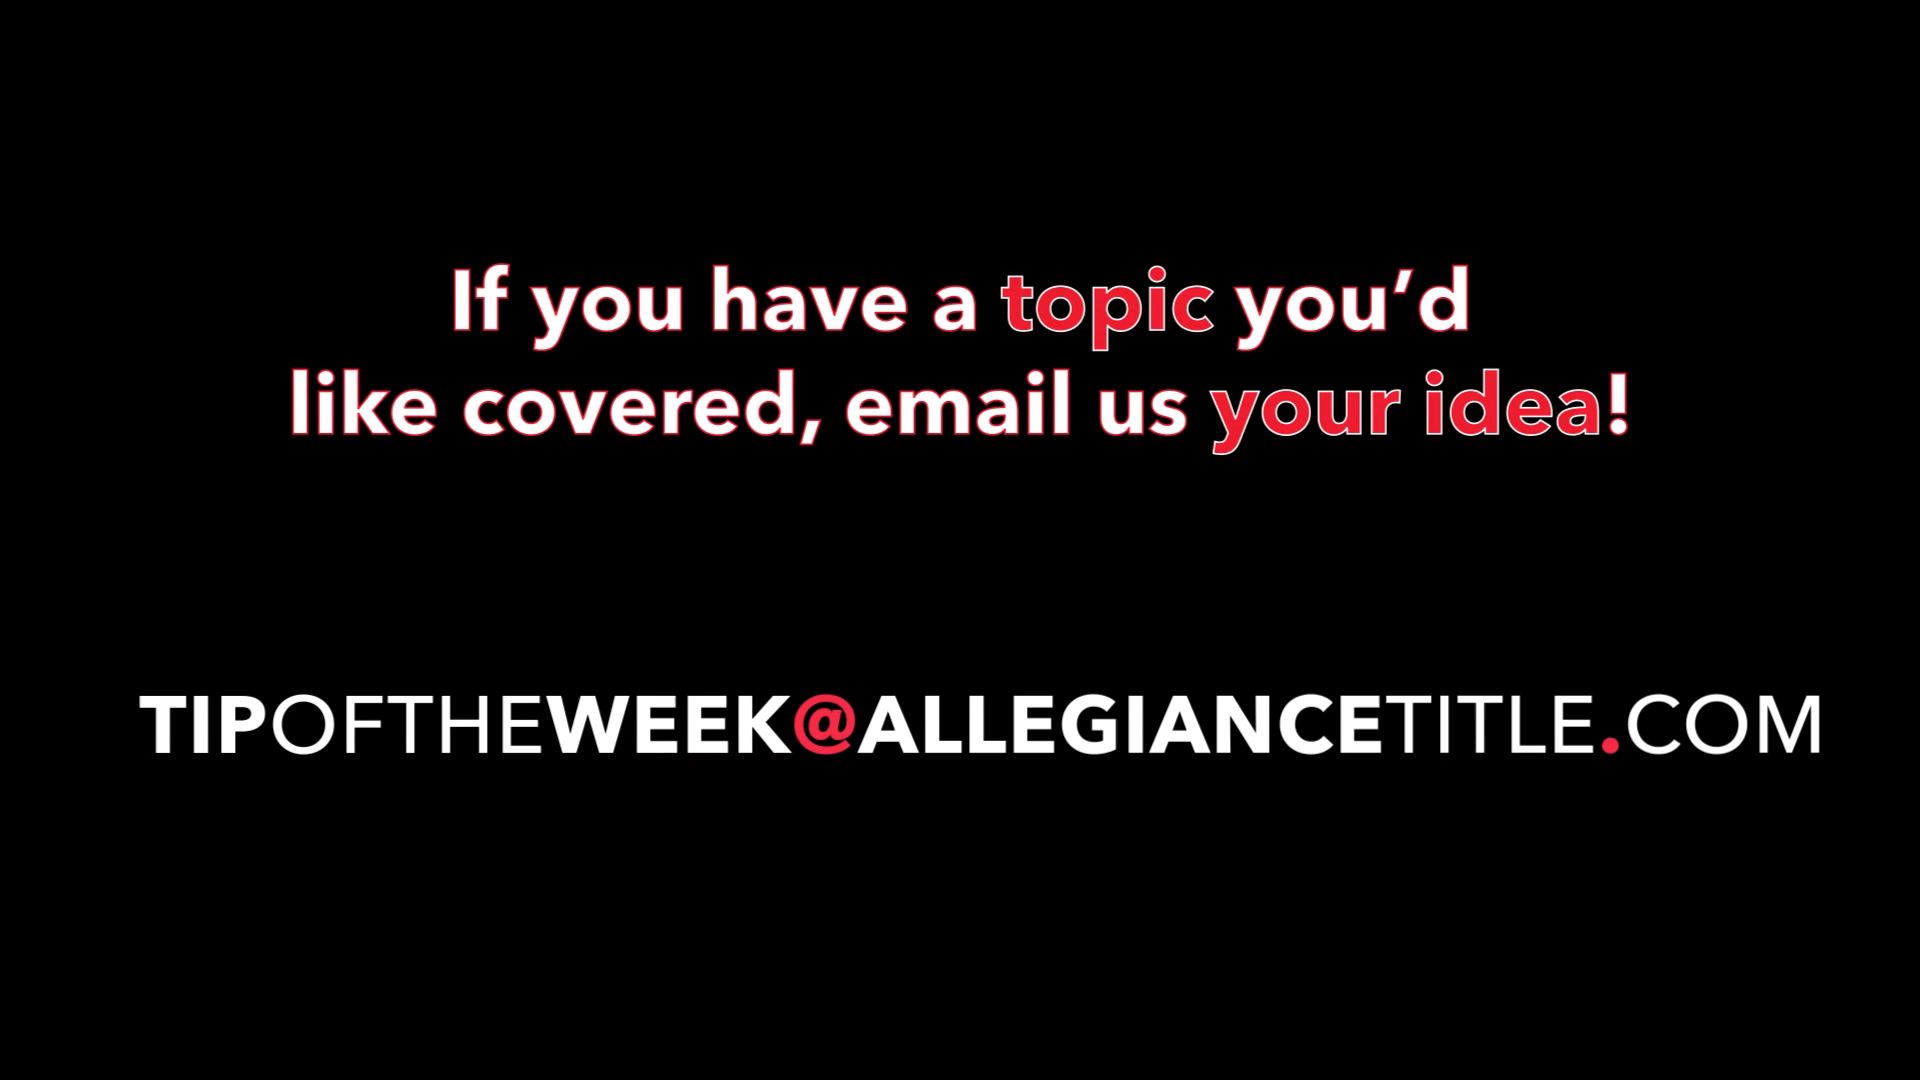 If you have a topic you’d
like covered, email us your idea!
TIPOFTHEWEEK@ALLEGIANCETITLE.COM